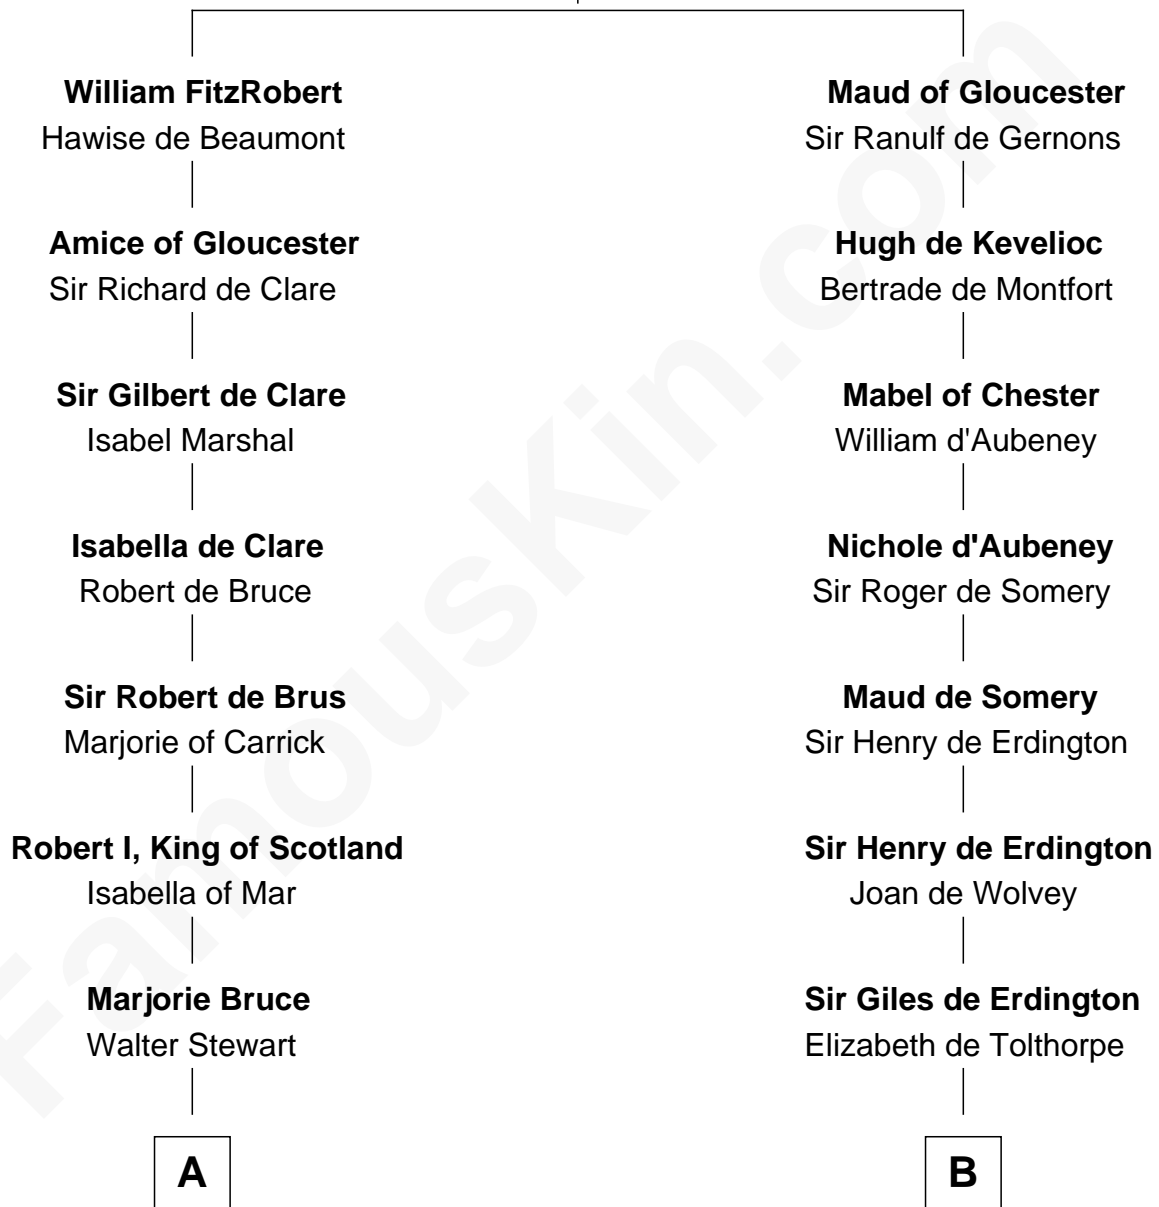 William FitzRobert
Hawise de Beaumont
Amice of Gloucester
Sir Richard de Clare
Sir Gilbert de Clare
Isabel Marshal
Isabella de Clare
Robert de Bruce
Sir Robert de Brus
Marjorie of Carrick
Robert I, King of Scotland
Isabella of Mar
Marjorie Bruce
Walter Stewart
A
Maud of Gloucester
Sir Ranulf de Gernons
Hugh de Kevelioc
Bertrade de Montfort
Mabel of Chester
William d'Aubeney
Nichole d'Aubeney
Sir Roger de Somery
Maud de Somery
Sir Henry de Erdington
Sir Henry de Erdington
Joan de Wolvey
Sir Giles de Erdington
Elizabeth de Tolthorpe
B
FamousKin.com